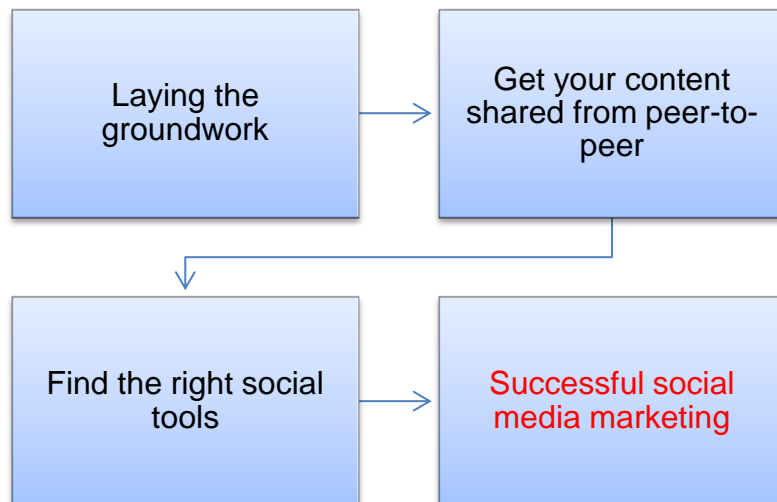 Laying the
groundwork
Get your content
shared from peer-to-
peer
Find the right social
tools
Successful social
media marketing